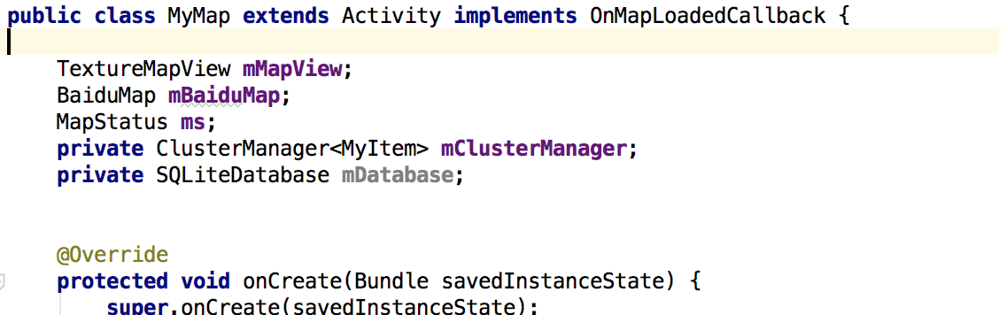 public class MyMap extends Activity implements OnMapLoadedCallback {
TextureMapView mMapView;
BaiduMap mBaiduMap;
MapStatus ms;
private ClusterManager<MyItem> mClusterManager;
private SQLiteDatabase mDatabase;
@Override
protected void onCreate(Bundle savedInstanceState) {
super.onCreate(savedInstanceState);